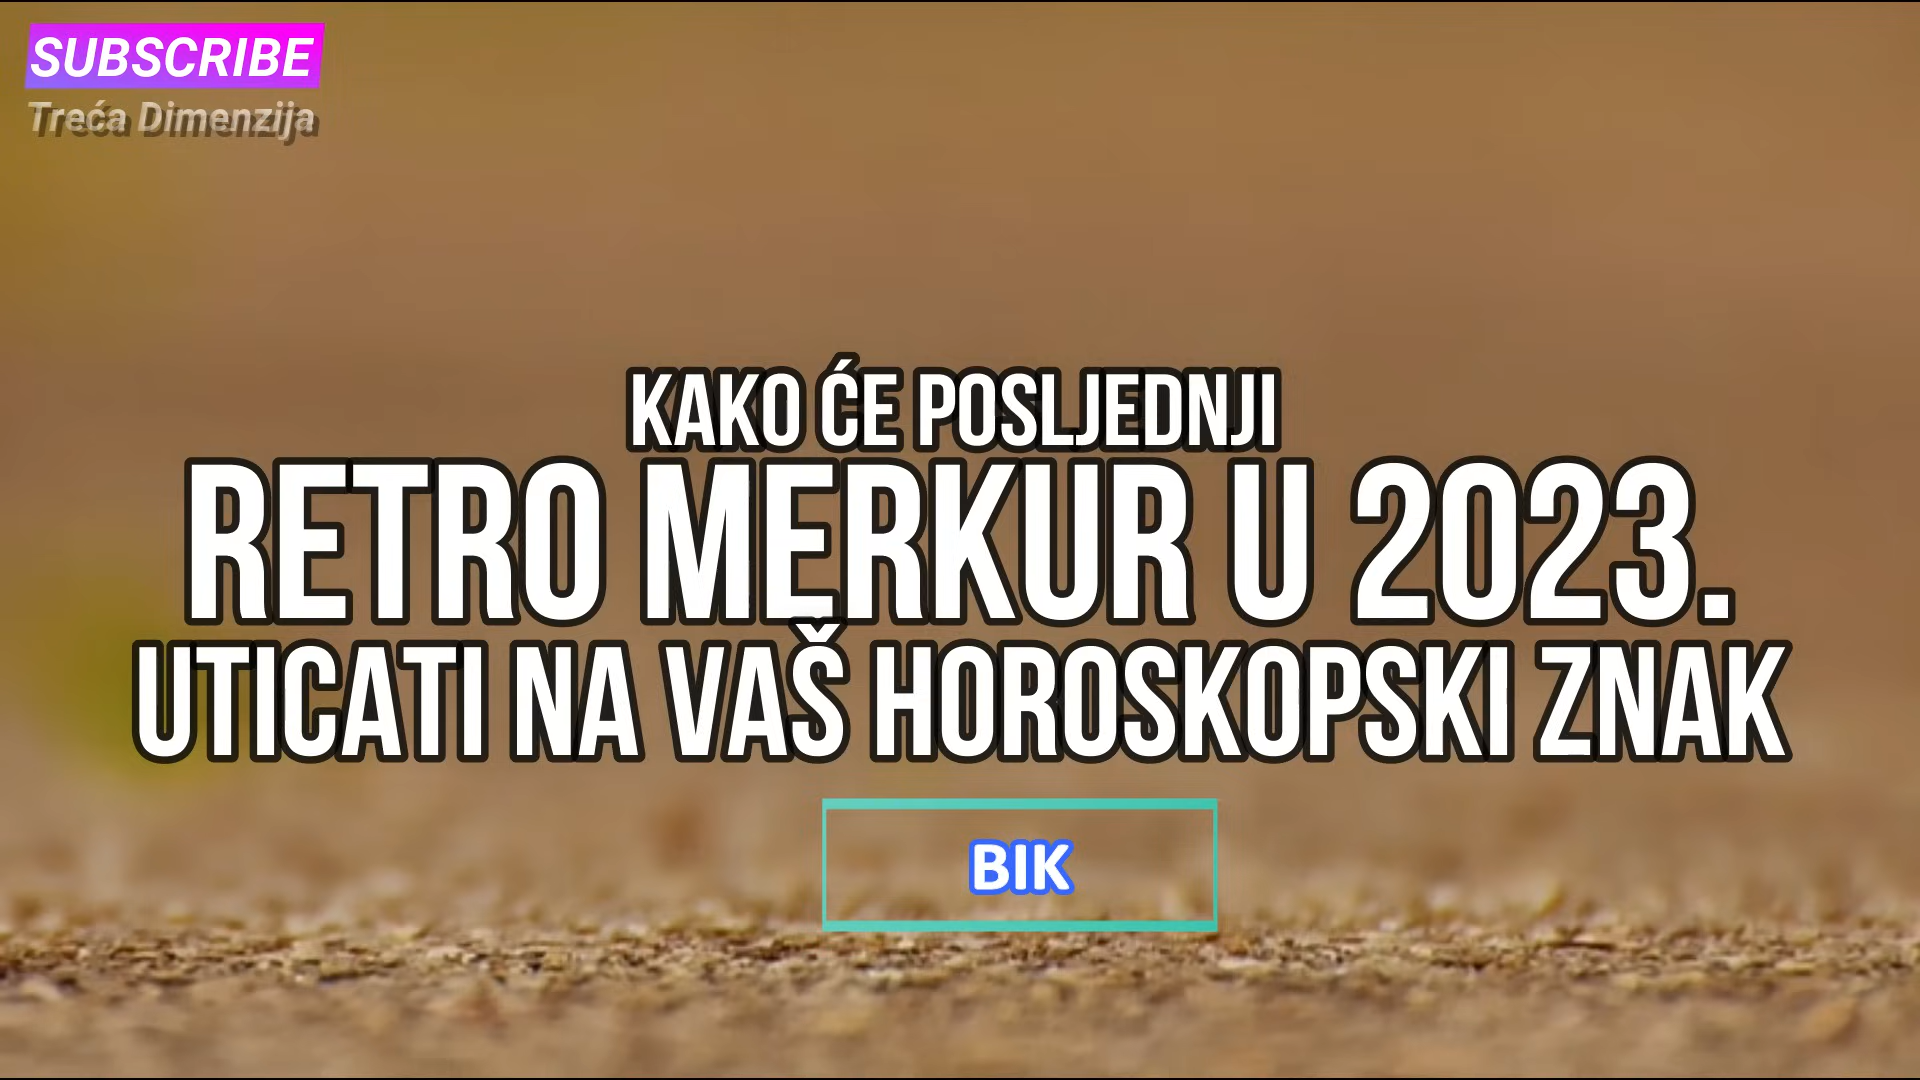 SUBSCRIBE
Treća Dimenzija
KAKO ĆE POSLJEDNJI
RETRO MERKUR U 2023.
UTICATI NA VAŠ HOROSKOPSKI ZNAK
BIK